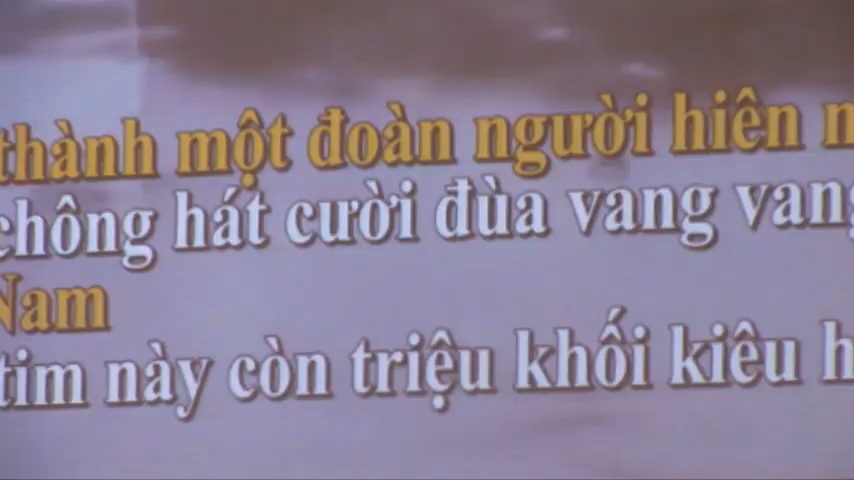 thành một đoàn người hiên
chông hát cười đùa vang vang
Nam
tim này còn triệu khối kiêu